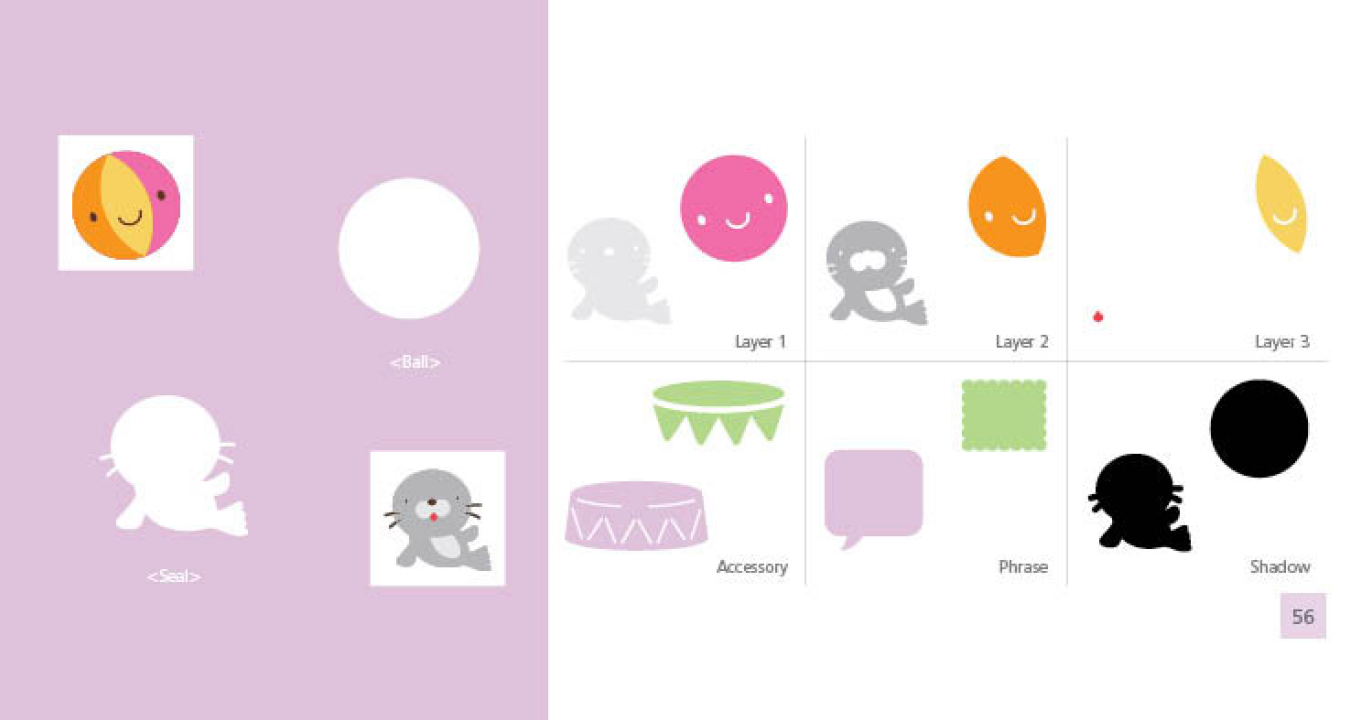 <Ball>
<Seal>
Layer 1
Layer 2
Layer 3
Accessory
Phrase
Shadow
56